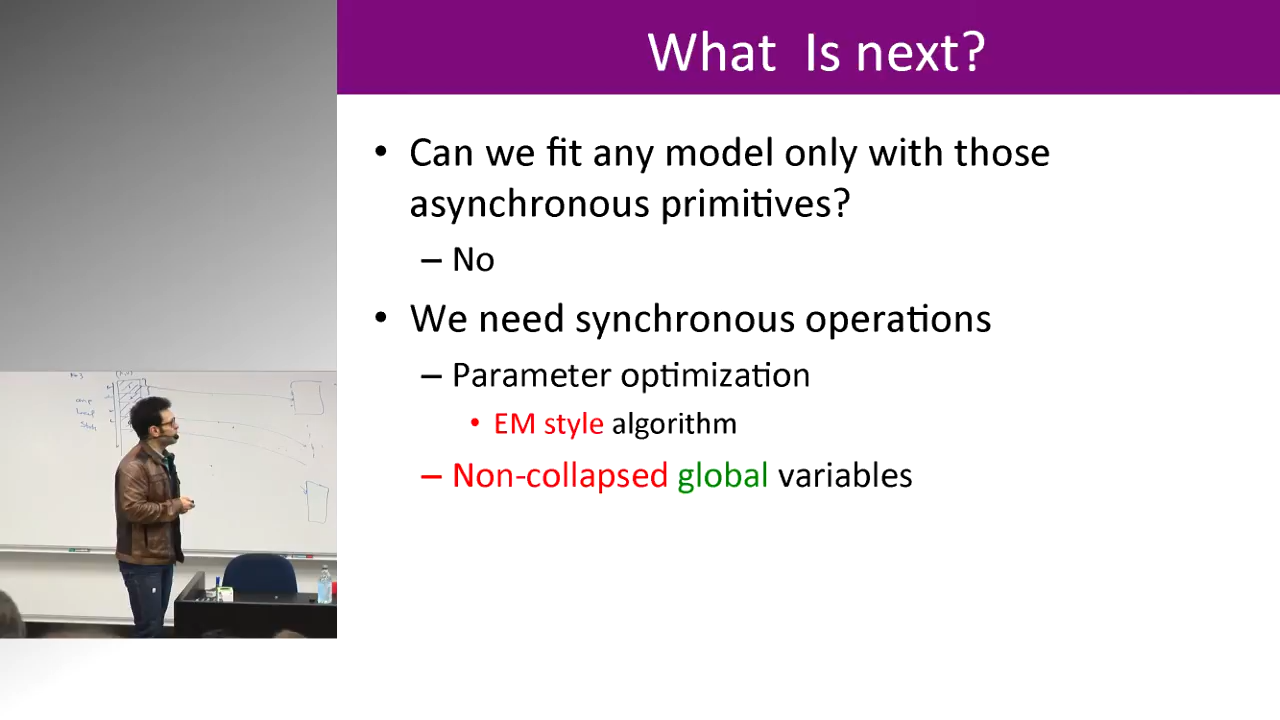 What Is next?
• Can we fit any model only with those
asynchronous primitives?
– No
• We need synchronous operations
– Parameter optimization
• EM style algorithm
– Non-collapsed global variables